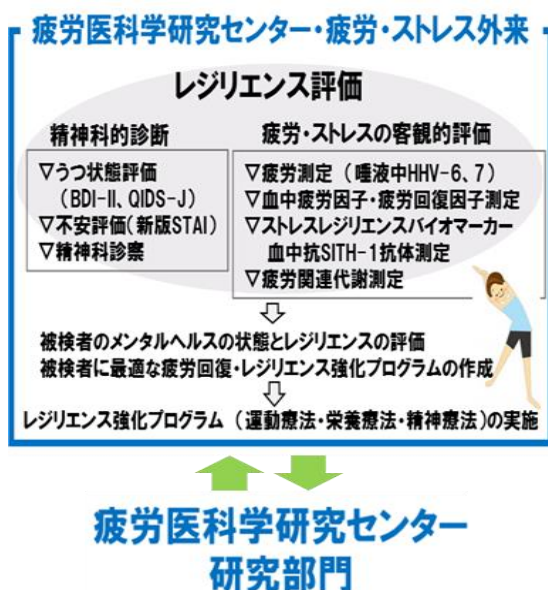 疲労医科学研究センター・疲労・ストレス外来
レジリエンス評価
精神科的診断
▽うつ状態評価
(BDI-II、QIDS-J)
▽不安評価(新版STAI)
▽精神科診察
疲労・ストレスの客観的評価
▽疲労測定(唾液中HHV-6、7)
▽血中疲労因子・疲労回復因子測定
▽ストレスレジリエンスバイオマーカー
血中抗SITH-1抗体測定
▽疲労関連代謝測定
被検者のメンタルヘルスの状態とレジリエンスの評価
被検者に最適な疲労回復・レジリエンス強化プログラムの作成
レジリエンス強化プログラム(運動療法・栄養療法・精神療法)の実施
疲労医科学研究センター
研究部門